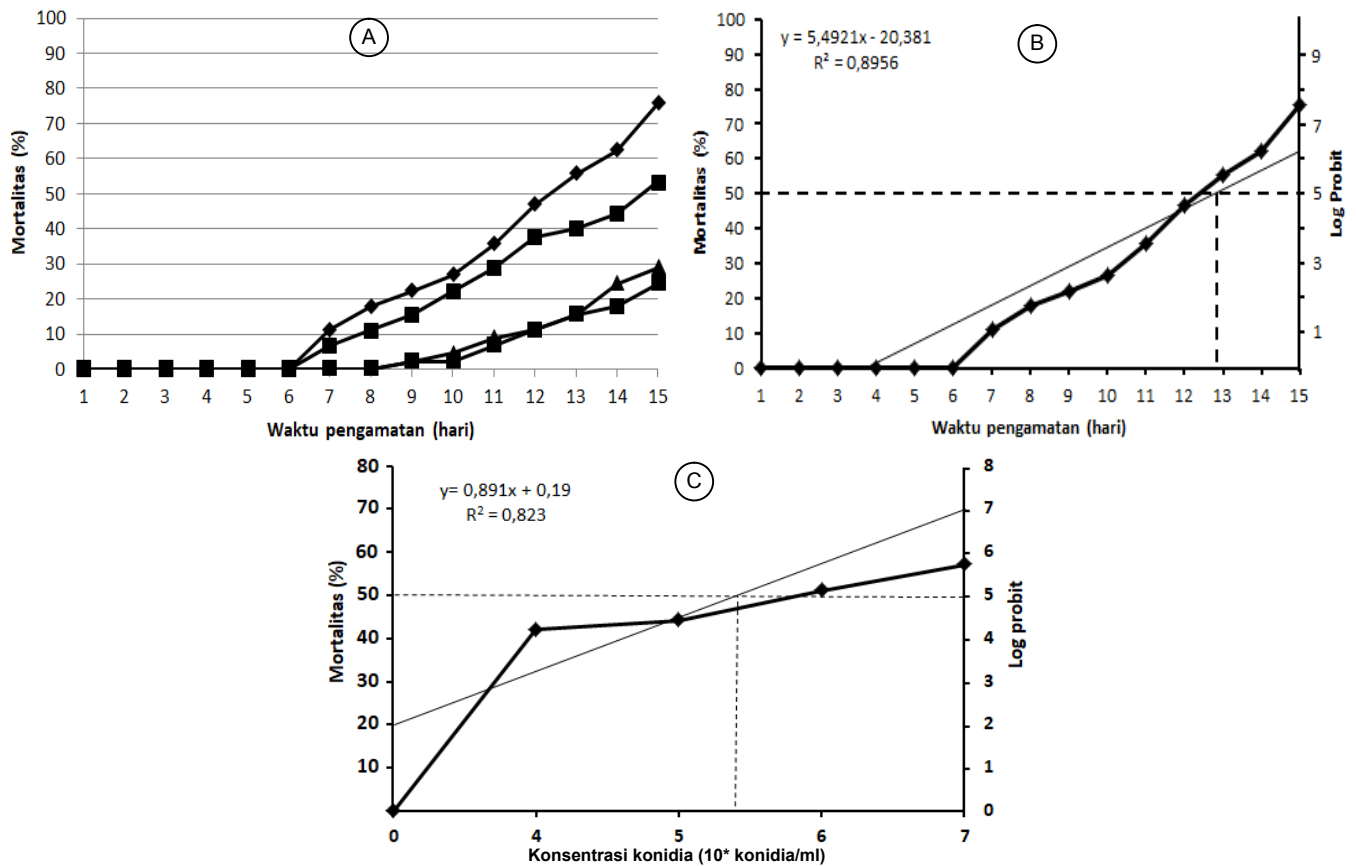 A
Mortalitas (%)
100
90
80
70
60
50
40
30
20
10
0
1 2 3 4 5 6 7 8 9 10 11 12 13 14 15
Waktu pengamatan (hari)
B
y = 5,4921x - 20,381
R² = 0,8956
Mortalitas (%)
100
90
80
70
60
50
40
30
20
10
0
9
7
5
3
1
Log Probit
1 2 3 4 5 6 7 8 9 10 11 12 13 14 15
Waktu pengamatan (hari)
C
y= 0,891x + 0,19
R² = 0,823
Mortalitas (%)
80
70
60
50
40
30
20
10
8
7
6
5
4
3
2
1
0
Log probit
0 4 5 6 7
Konsentrasi konidia (10* konidia/ml)